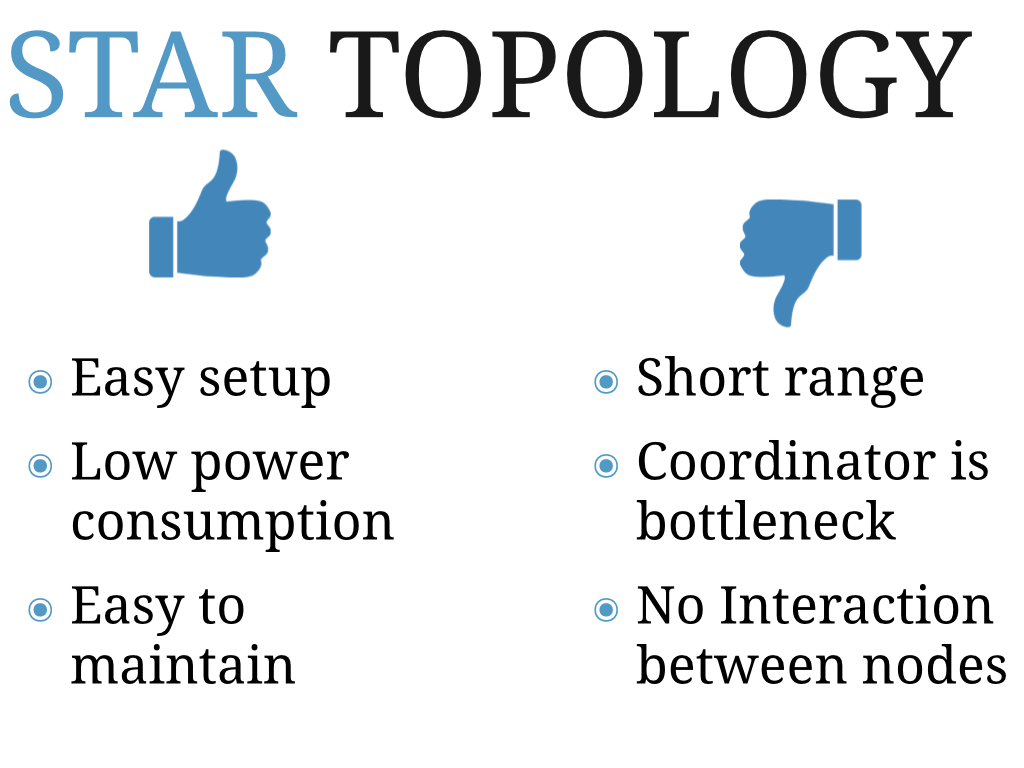 STAR TOPOLOGY
Easy setup
Low power
consumption
Easy to
maintain
Short range
Coordinator is
bottleneck
No Interaction
between nodes